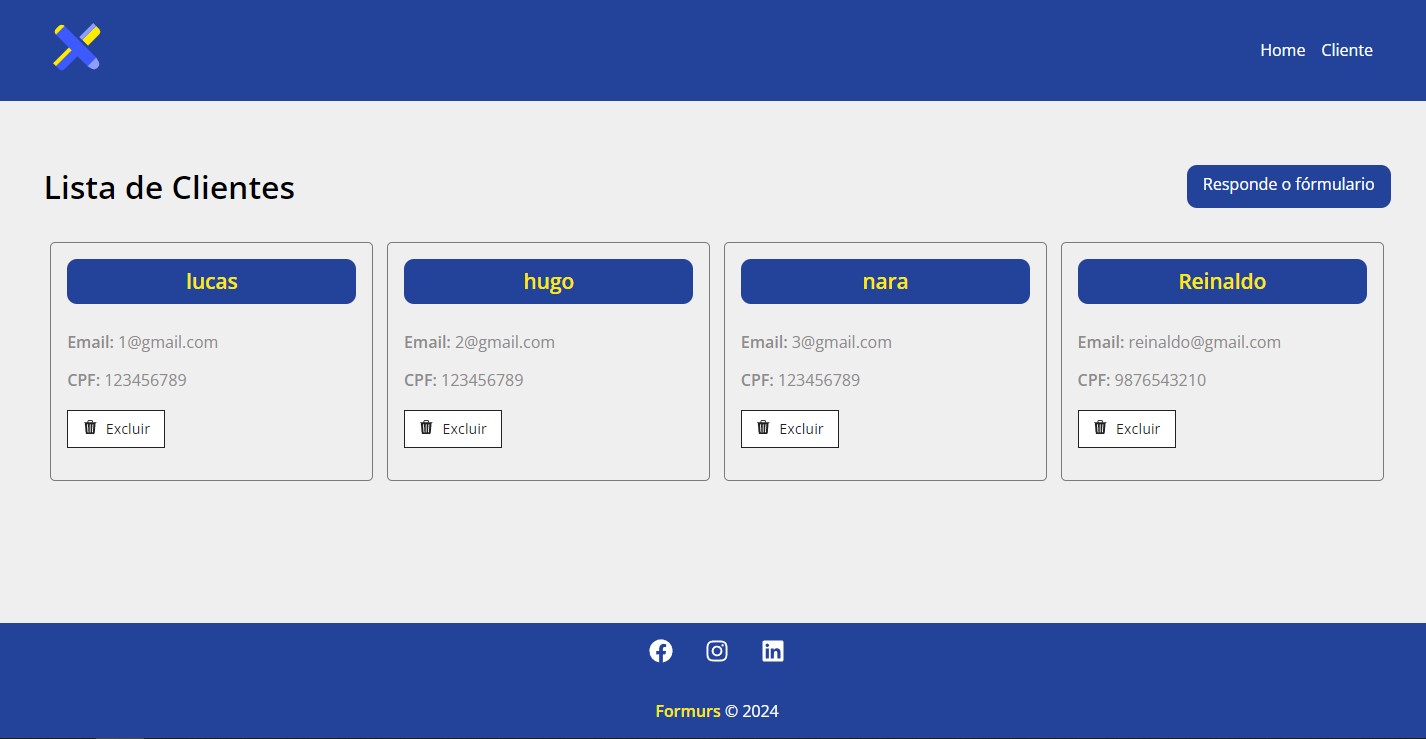 Home Cliente
Lista de Clientes
Responde o fórmulario
lucas
Email: 1@gmail.com
CPF: 123456789
Excluir
hugo
Email: 2@gmail.com
CPF: 123456789
Excluir
nara
Email: 3@gmail.com
CPF: 123456789
Excluir
Reinaldo
Email: reinaldo@gmail.com
CPF: 9876543210
Excluir
Formurs © 2024